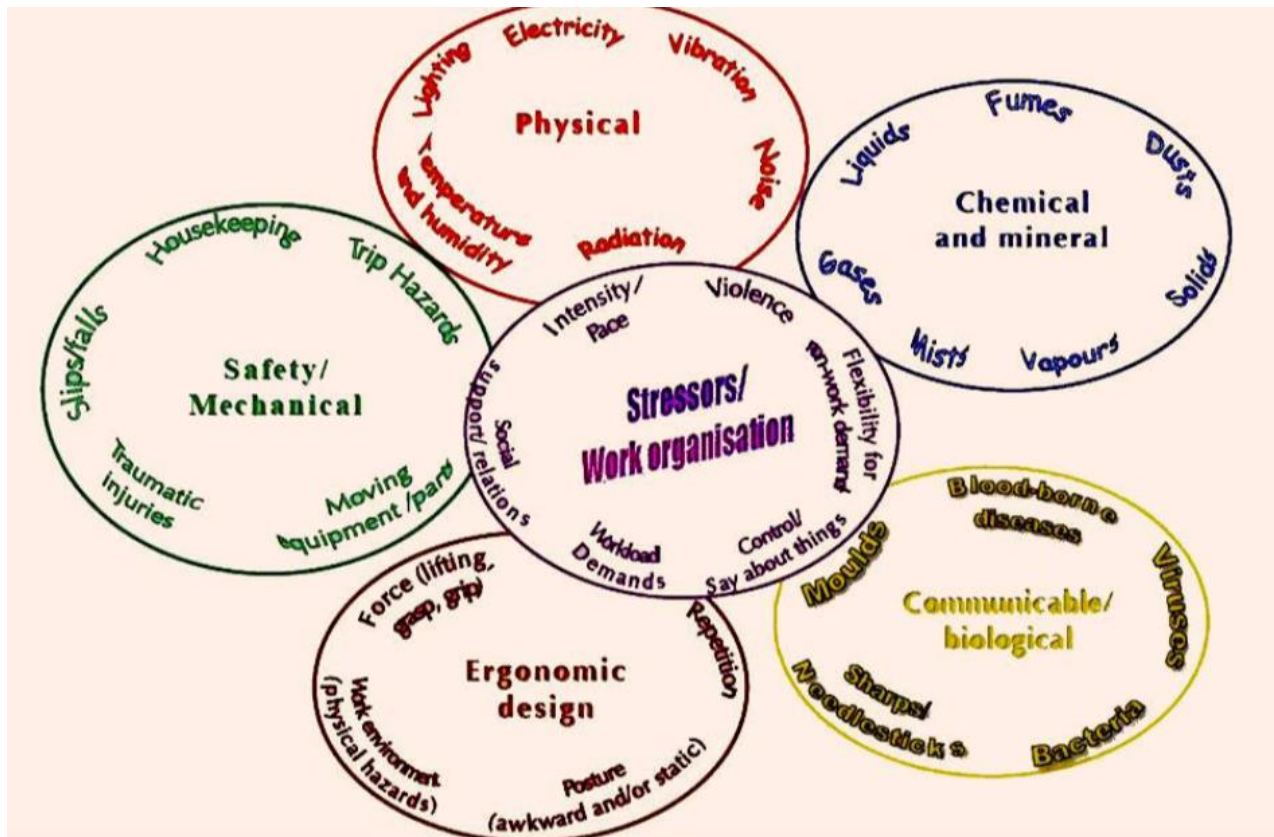 Physical
Lighting
Electricity
Vibration
Noise
Radiation
Temperature
and humidity
Chemical
and mineral
Liquids
Fumes
Dusts
Solids
Vapours
Mists
Gases
Safety/
Mechanical
Slips/falls
Housekeeping
Trip Hazards
Moving
equipment/parts
Traumatic
injuries
Stressors/
Work organisation
Intensity/
Pace
Violence
Flexibility for
non-work demans
Control/
Say about things
Workload
Demands
Social
support/ relations
Ergonomic
design
Force (lifting,
gasp, grip)
Repetition
Posture
(awkward and/or static)
Work environment
(physical hazards)
Communicable/
biological
Moulds
Blood-borne
diseases
Viruses
Bacteria
Sharps/
Needlesticks